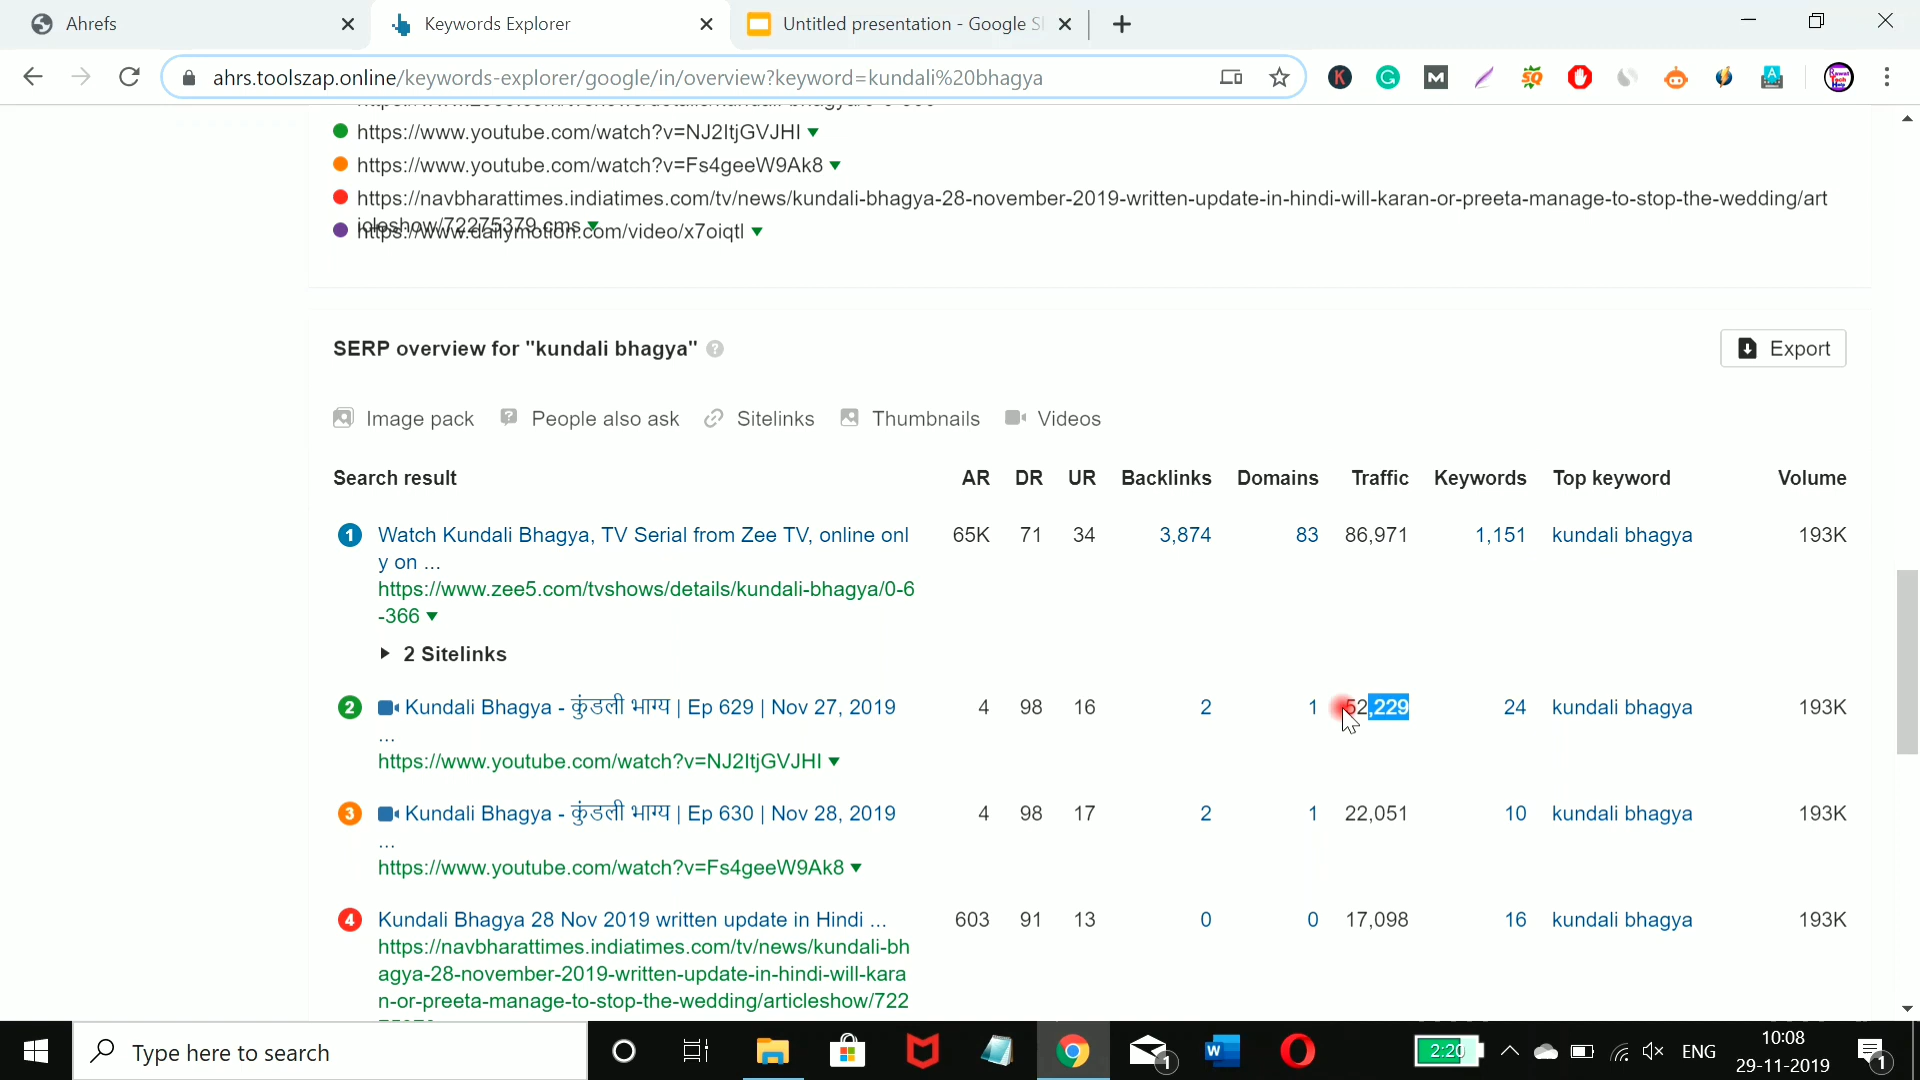 Ahrefs
Keywords Explorer
Untitled presentation - Google Sl
ahrs.toolszap.online/keywords-explorer/google/in/overview?keyword=kundali%20bhagya
https://www.youtube.com/watch?v=NJ2ItjGVJHI
https://www.youtube.com/watch?v=Fs4geeW9Ak8
https://navbharattimes.indiatimes.com/tv/news/kundali-bhagya-28-november-2019-written-update-in-hindi-will-karan-or-preeta-manage-to-stop-the-wedding/art
icleshow/72275379.cms
https://www.dailymotion.com/video/x7oiqtl
SERP overview for "kundali bhagya" ?
Export
Image pack People also ask Sitelinks Thumbnails Videos
Search result AR DR UR Backlinks Domains Traffic Keywords Top keyword Volume
1 Watch Kundali Bhagya, TV Serial from Zee TV, online onl 65K 71 34 3,874 83 86,971 1,151 kundali bhagya 193K
y on ...
https://www.zee5.com/tvshows/details/kundali-bhagya/0-6
-366
2 Sitelinks
2 Kundali Bhagya - कुंडली भाग्य | Ep 629 | Nov 27, 2019 4 98 16 2 1 52,229 24 kundali bhagya 193K
...
https://www.youtube.com/watch?v=NJ2ItjGVJHI
3 Kundali Bhagya - कुंडली भाग्य | Ep 630 | Nov 28, 2019 4 98 17 2 1 22,051 10 kundali bhagya 193K
...
https://www.youtube.com/watch?v=Fs4geeW9Ak8
4 Kundali Bhagya 28 Nov 2019 written update in Hindi ... 603 91 13 0 0 17,098 16 kundali bhagya 193K
https://navbharattimes.indiatimes.com/tv/news/kundali-bh
agya-28-november-2019-written-update-in-hindi-will-kara
n-or-preeta-manage-to-stop-the-wedding/articleshow/722
Type here to search
1
2:20
ENG
10:08
29-11-2019
1